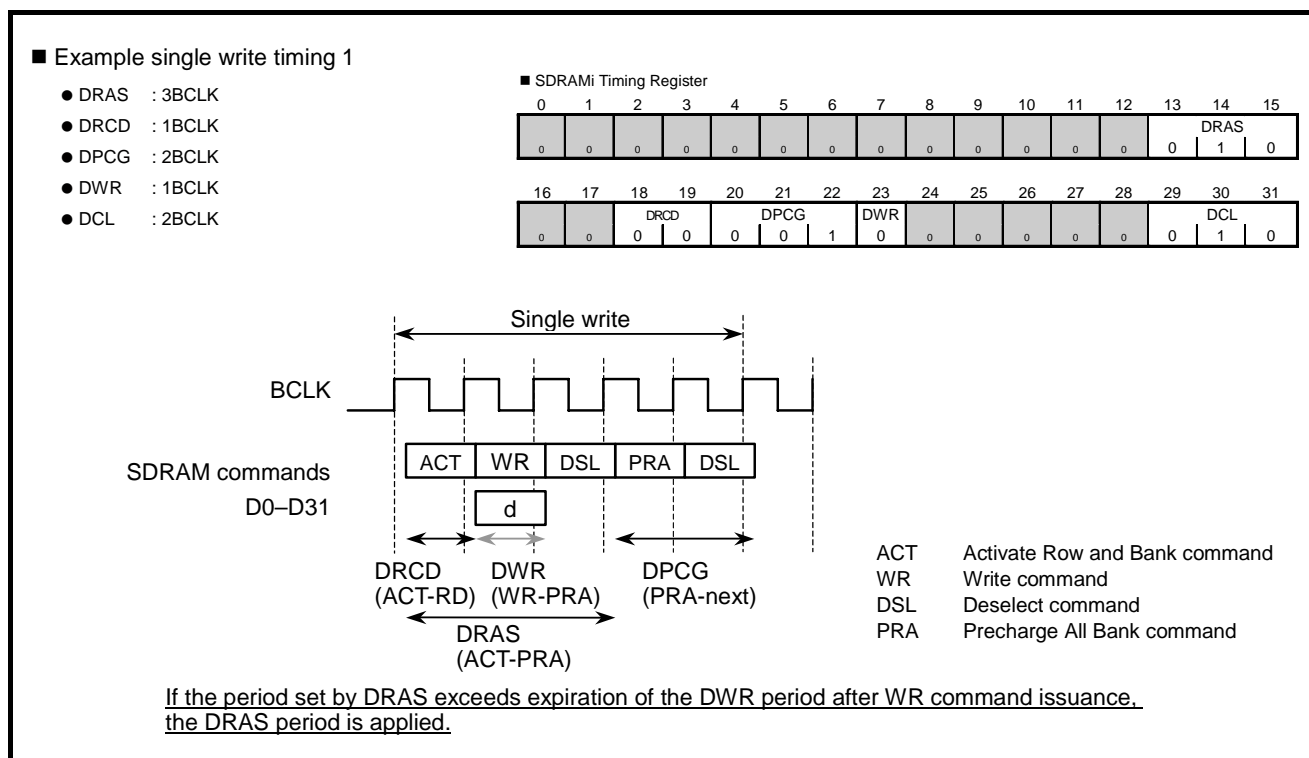 ■ Example single write timing 1
● DRAS : 3BCLK
● DRCD : 1BCLK
● DPCG : 2BCLK
● DWR : 1BCLK
● DCL : 2BCLK
■ SDRAMi Timing Register
0 1 2 3 4 5 6 7 8 9 10 11 12 13 14 15
DRAS
0 0 0 0 0 0 0 0 0 0 0 0 0 0 1 0
16 17 18 19 20 21 22 23 24 25 26 27 28 29 30 31
DRCD DPCG DWR DCL
0 0 0 0 0 0 1 0 0 0 0 0 0 0 1 0
Single write
BCLK
SDRAM commands ACT WR DSL PRA DSL
D0–D31 d
DRCD DWR DPCG
(ACT-RD) (WR-PRA) (PRA-next)
DRAS
(ACT-PRA)
ACT Activate Row and Bank command
WR Write command
DSL Deselect command
PRA Precharge All Bank command
If the period set by DRAS exceeds expiration of the DWR period after WR command issuance,
the DRAS period is applied.